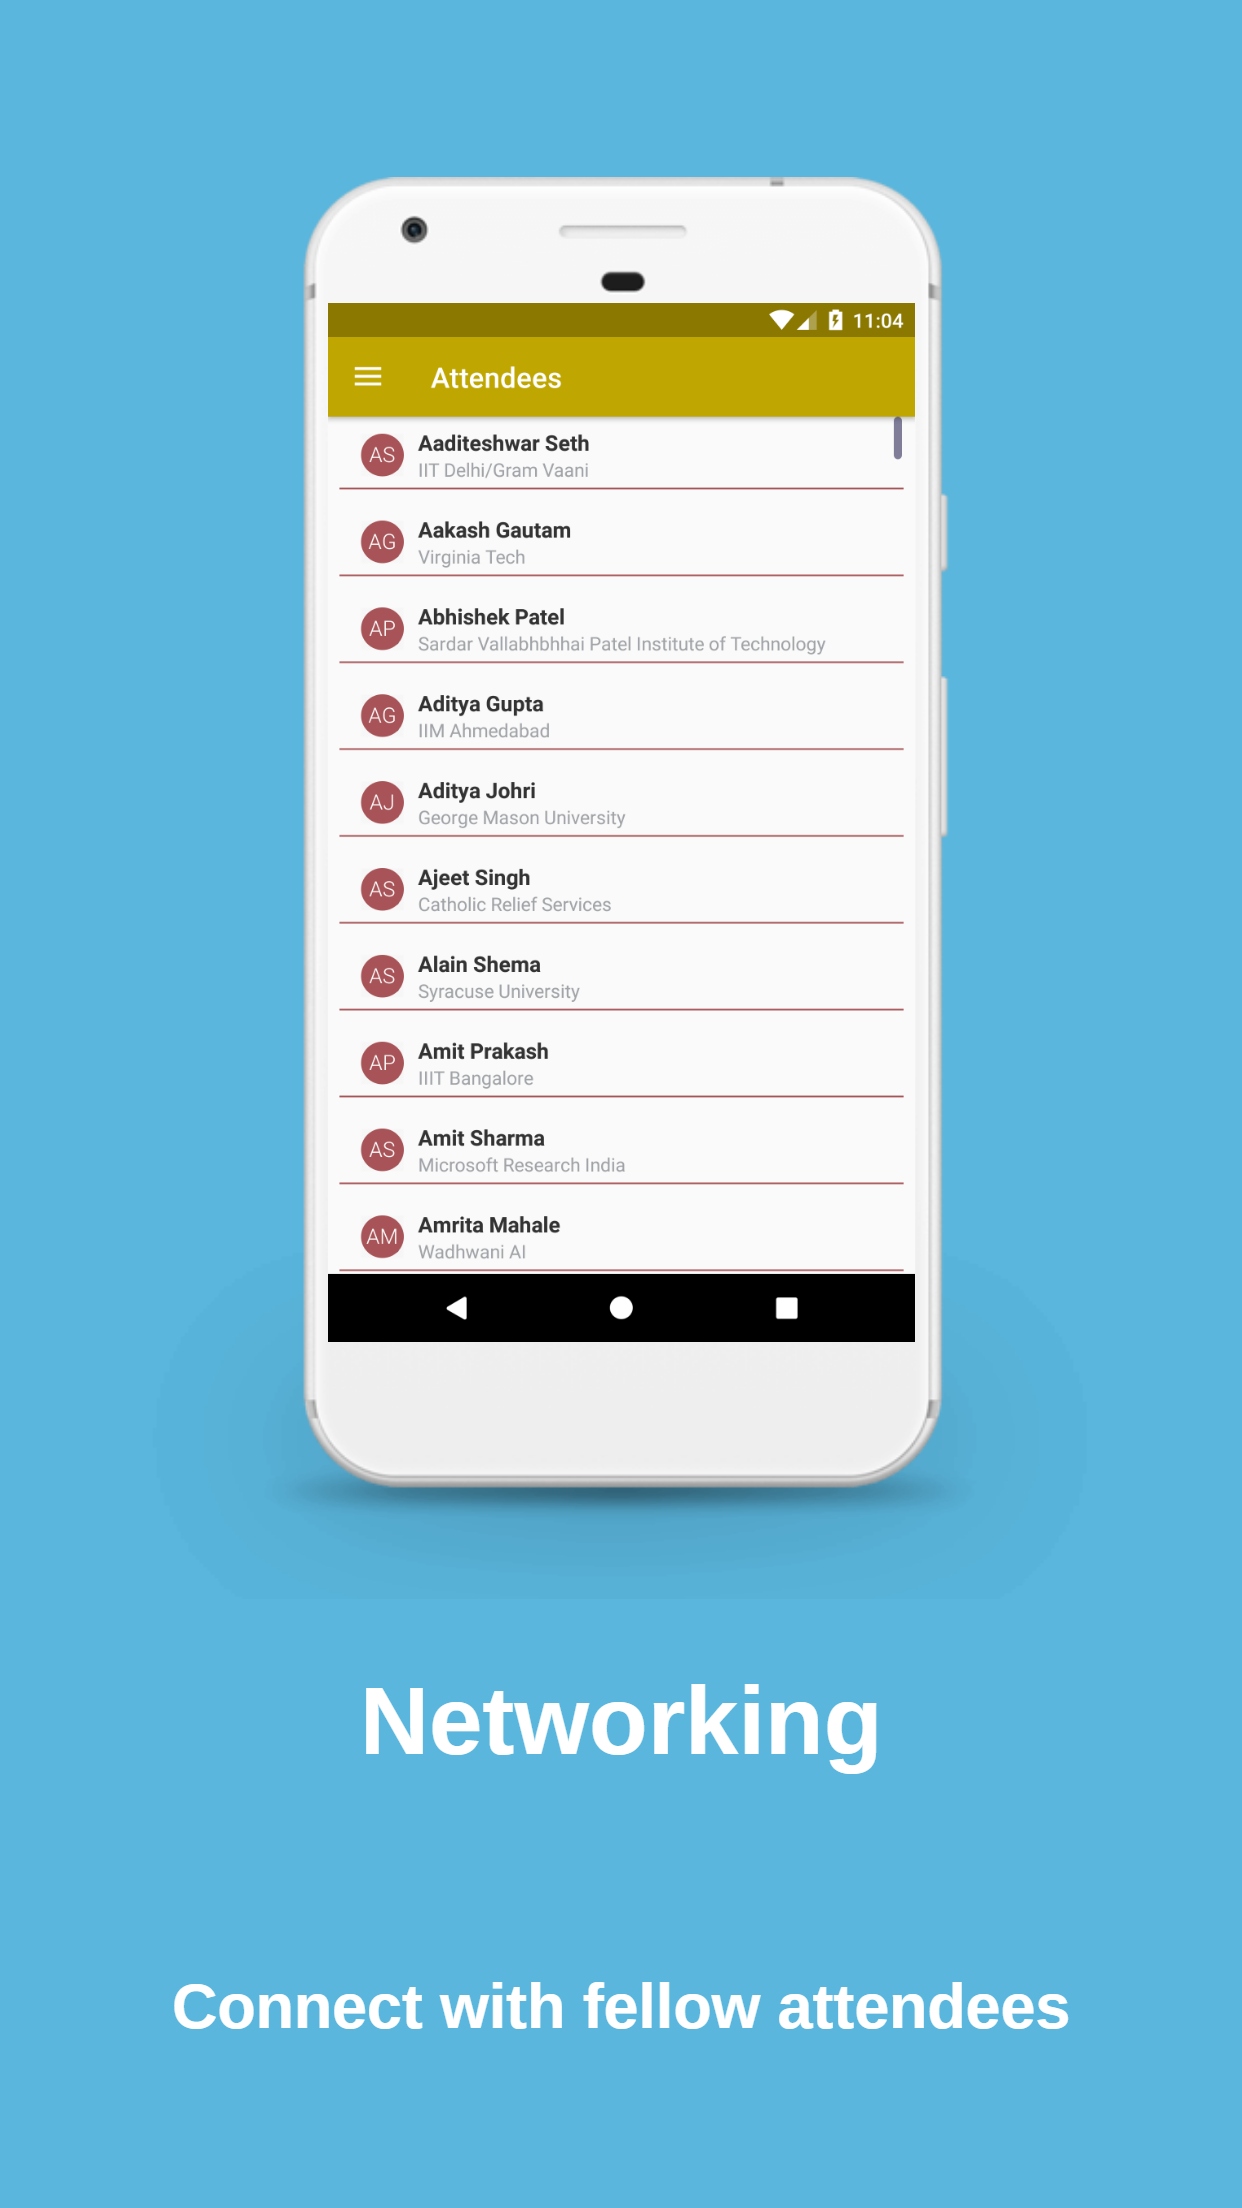 11:04
Attendees
AS
Aaditeshwar Seth
IIT Delhi/Gram Vaani
AG
Aakash Gautam
Virginia Tech
AP
Abhishek Patel
Sardar Vallabhbhhai Patel Institute of Technology
AG
Aditya Gupta
IIM Ahmedabad
AJ
Aditya Johri
George Mason University
AS
Ajeet Singh
Catholic Relief Services
AS
Alain Shema
Syracuse University
AP
Amit Prakash
IIIT Bangalore
AS
Amit Sharma
Microsoft Research India
AM
Amrita Mahale
Wadhwani AI
Networking
Connect with fellow attendees